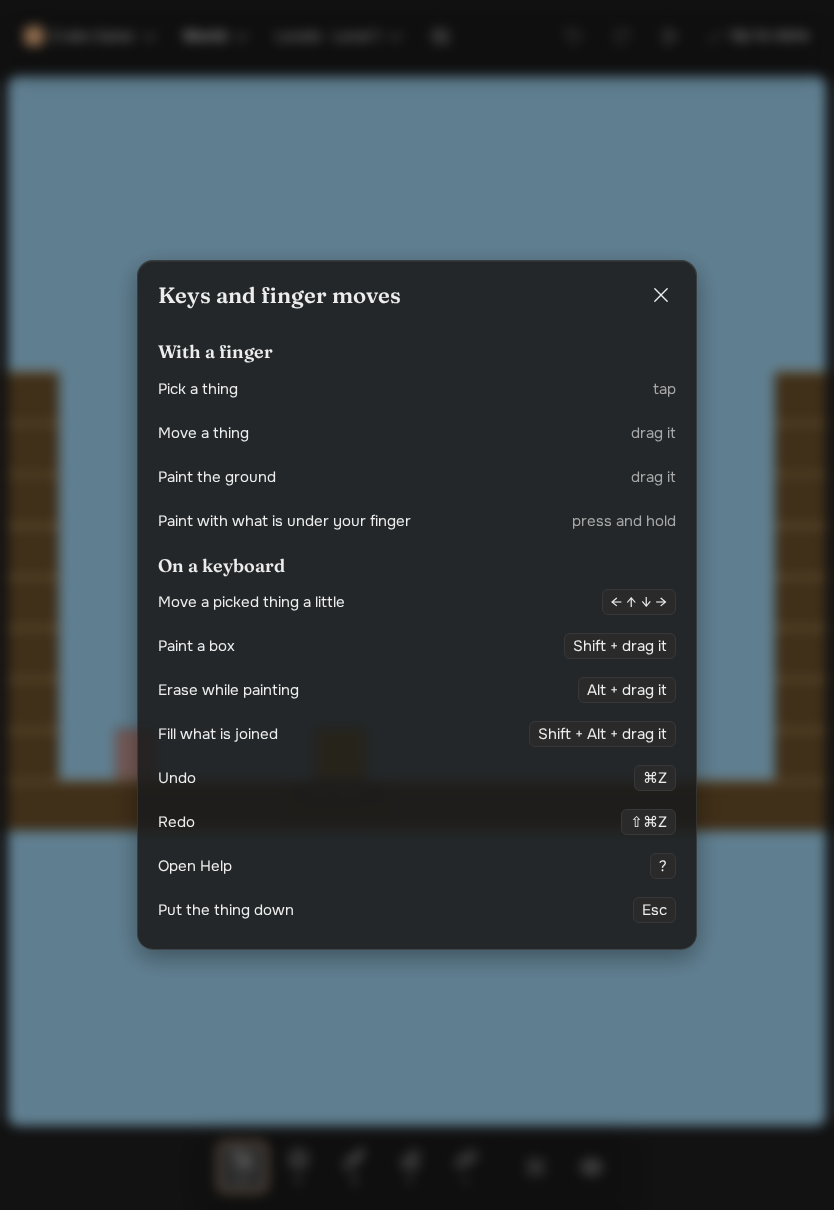 Keys and finger moves
With a finger
Pick a thing tap
Move a thing drag it
Paint the ground drag it
Paint with what is under your finger press and hold
On a keyboard
Move a picked thing a little ← ↑ ↓ →
Paint a box Shift + drag it
Erase while painting Alt + drag it
Fill what is joined Shift + Alt + drag it
Undo ⌘Z
Redo ⇧⌘Z
Open Help ?
Put the thing down Esc